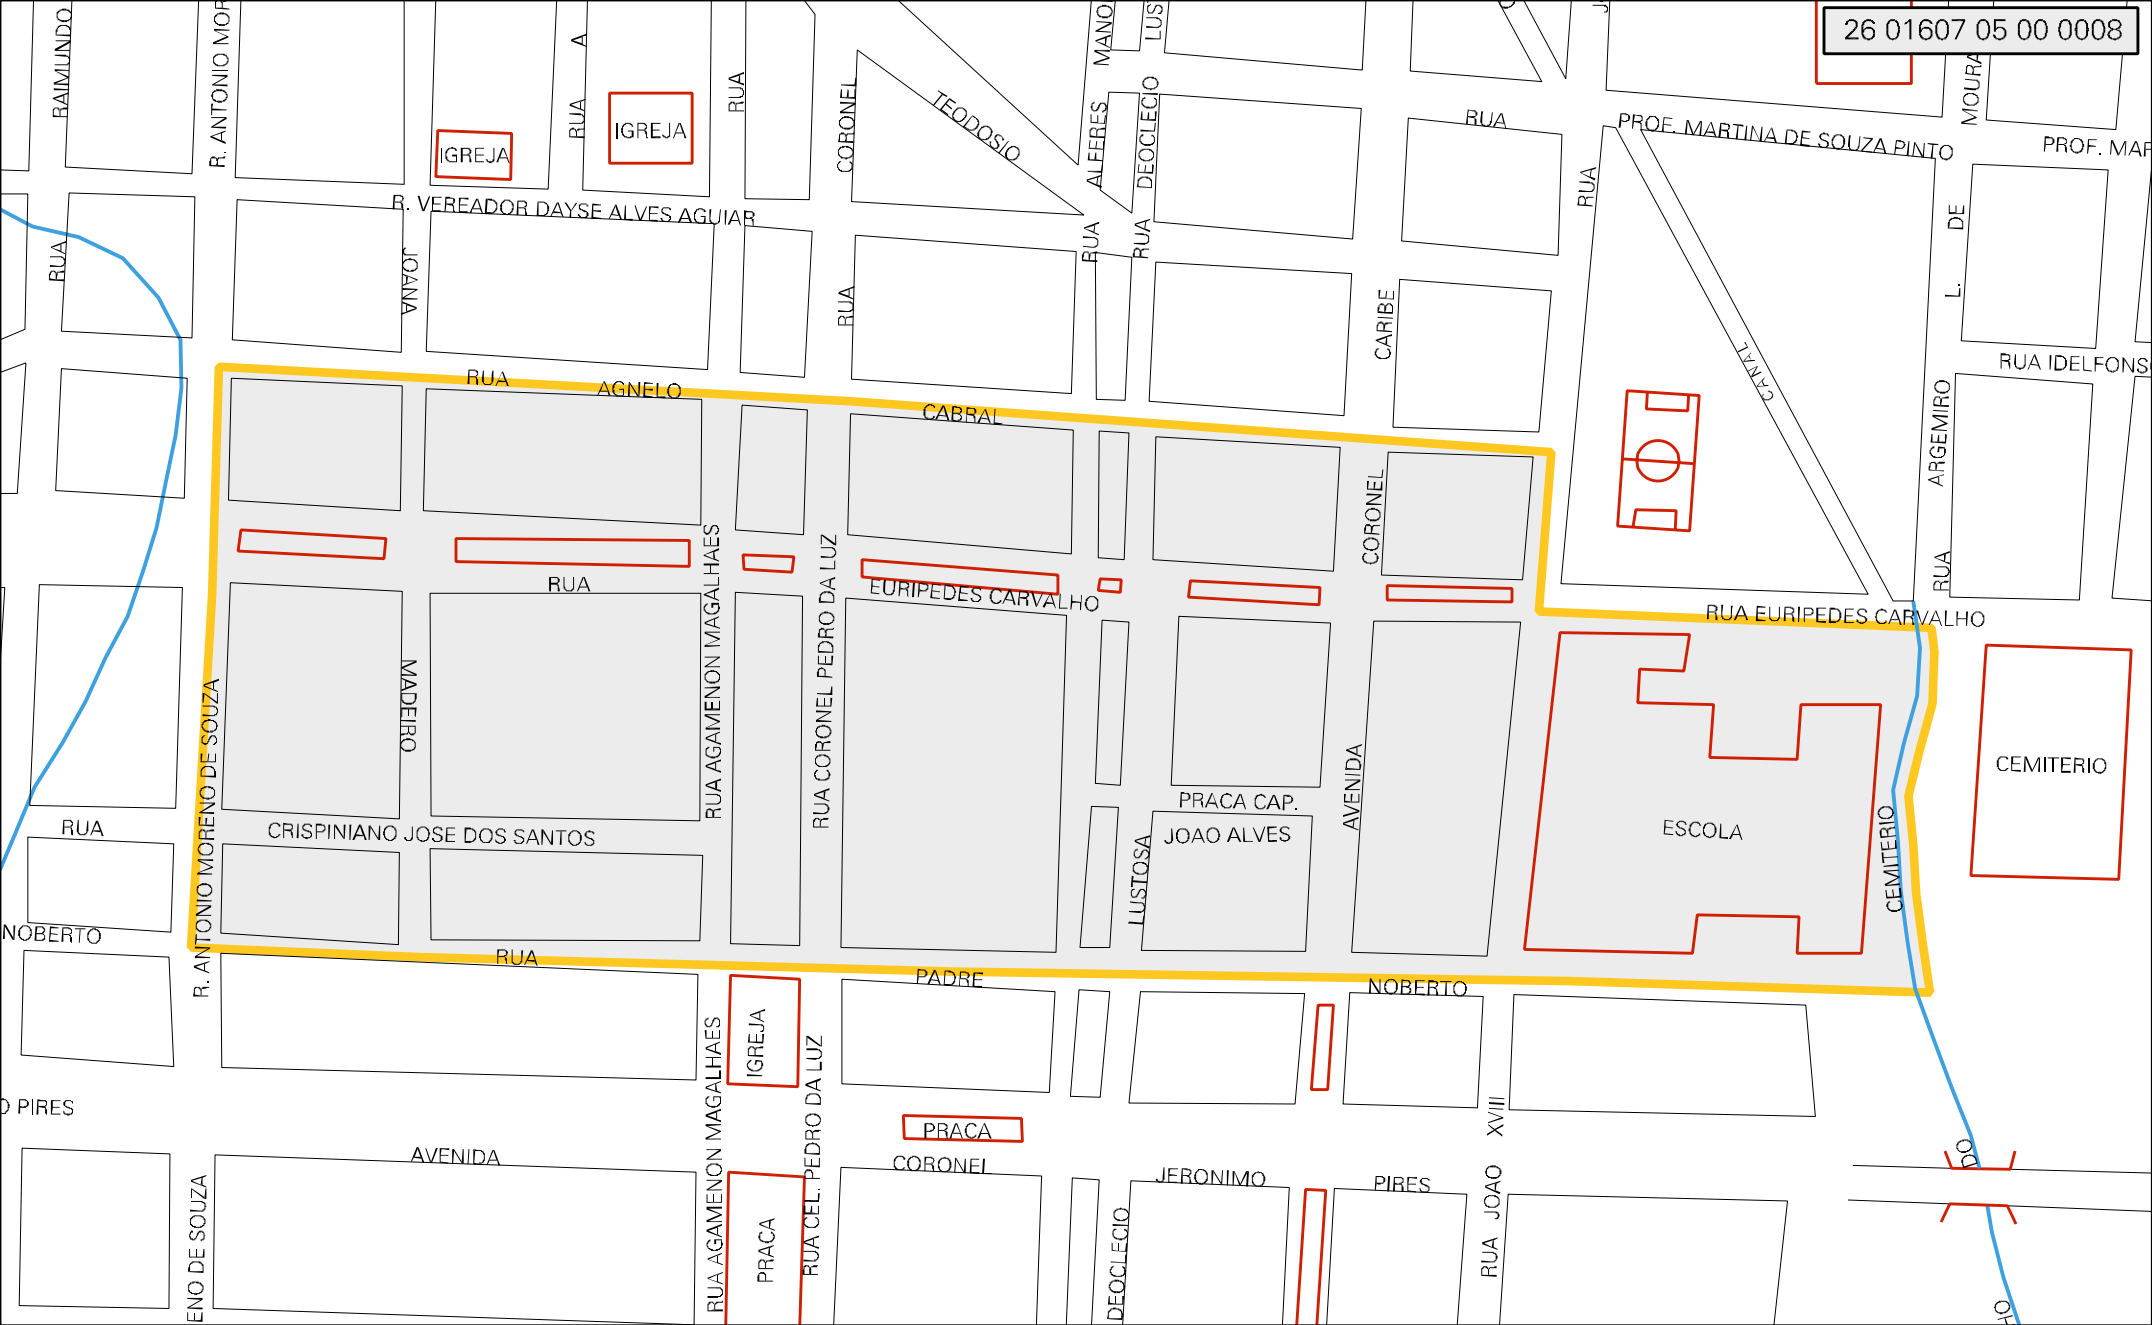 26 01607 05 00 0008
RAIMUNDO
RUA
R. ANTONIO MOR
RUA A
RUA
CORONEL
RUA
TEODOSIO
MANO
ALFERES
RUA
LUS
DEOCLECIO
RUA
RUA
RUA
PROF. MARTINA DE SOUZA PINTO
MOURA
PROF. MAR
L. DE
IGREJA
IGREJA
R. VEREADOR DAYSE ALVES AGUIAR
JOANA
CARIBE
CANAL
RUA IDELFONS
ARGEMIRO
RUA
RUA AGNELO CABRAL
CORONEL
RUA EURIPEDES CARVALHO
RUA EURIPEDES CARVALHO
RUA AGAMENON MAGALHAES
RUA CORONEL PEDRO DA LUZ
MADEIRO
R. ANTONIO MORENO DE SOUZA
AVENIDA
CEMITERIO
PRACA CAP.
JOAO ALVES
RUA
CRISPINIANO JOSE DOS SANTOS
ESCOLA
LUSTOSA
CEMITERIO
NOBERTO
RUA PADRE NOBERTO
IGREJA
RUA AGAMENON MAGALHAES
RUA CEL. PEDRO DA LUZ
O PIRES
PRACA
AVENIDA CORONEL JERONIMO PIRES
RUA JOAO XVIII
DO
ENO DE SOUZA
PRACA
DEOCLECIO
HO